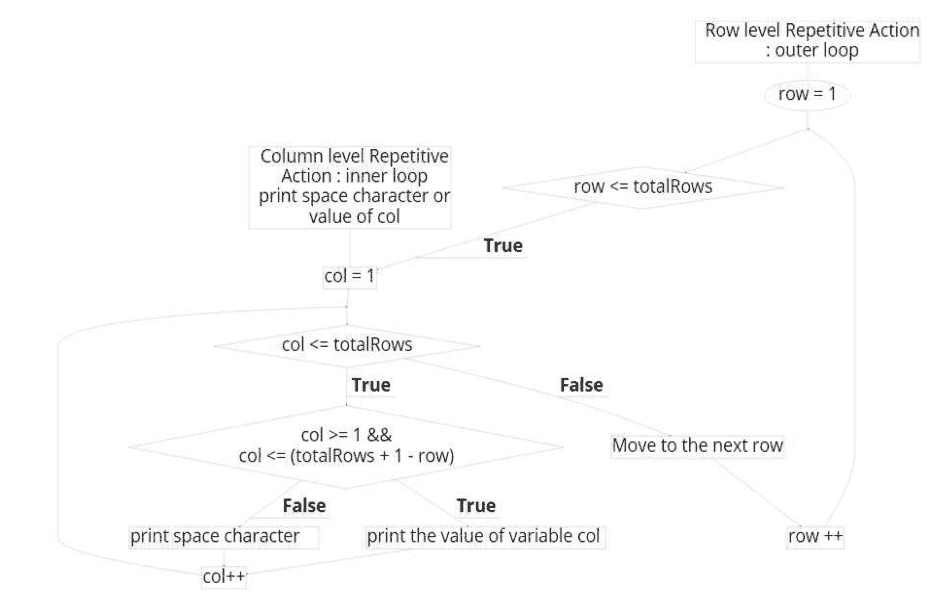 Row level Repetitive Action
: outer loop
row = 1
Column level Repetitive
Action : inner loop
print space character or
value of col
row <= totalRows
True
col = 1
col <= totalRows
True
False
col >= 1 &&
col <= (totalRows + 1 - row)
Move to the next row
False
True
print space character
print the value of variable col
row ++
col++